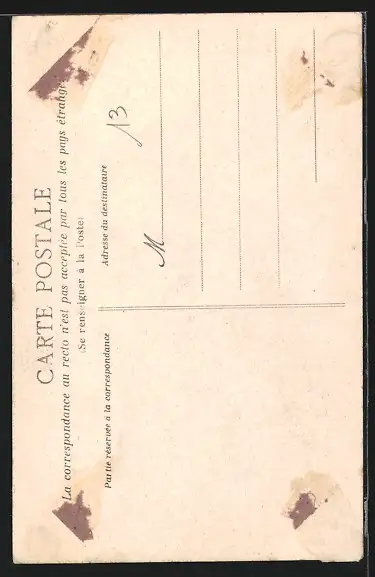 CARTE POSTALE
La correspondance au recto n'est pas acceptée par tous les pays étrange
(Se renseigner à la Poste)
Partie réservée à la correspondance
Adresse du destinataire
13
M